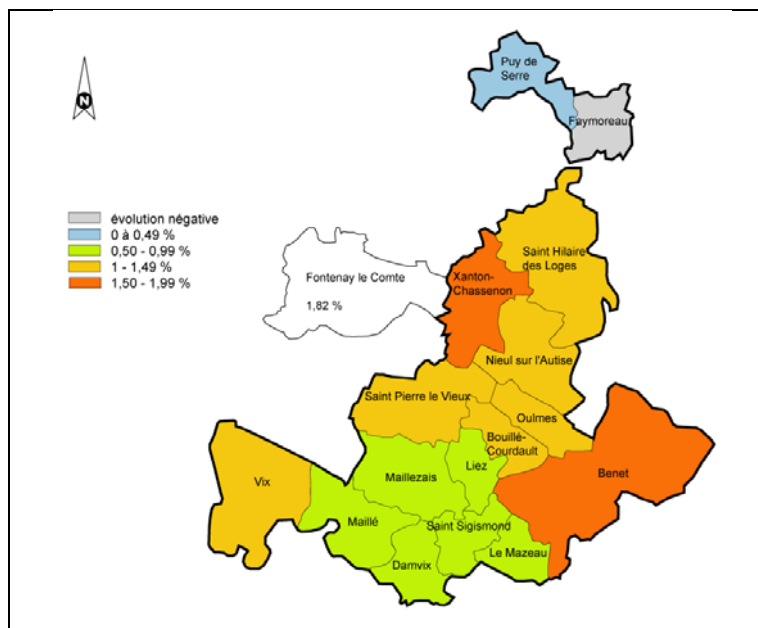 Puy de
Serre
Faymoreau
N
évolution négative
0 à 0,49 %
0,50 - 0,99 %
1 - 1,49 %
1,50 - 1,99 %
Saint Hilaire
des Loges
Xanton-
Chassenon
Fontenay le Comte
1,82 %
Nieul sur l'Autise
Saint Pierre le Vieux
Oulmes
Bouillé-
Courdault
Liez
Benet
Maillezais
Vix
Maillé
Saint Sigismond
Le Mazeau
Damvix